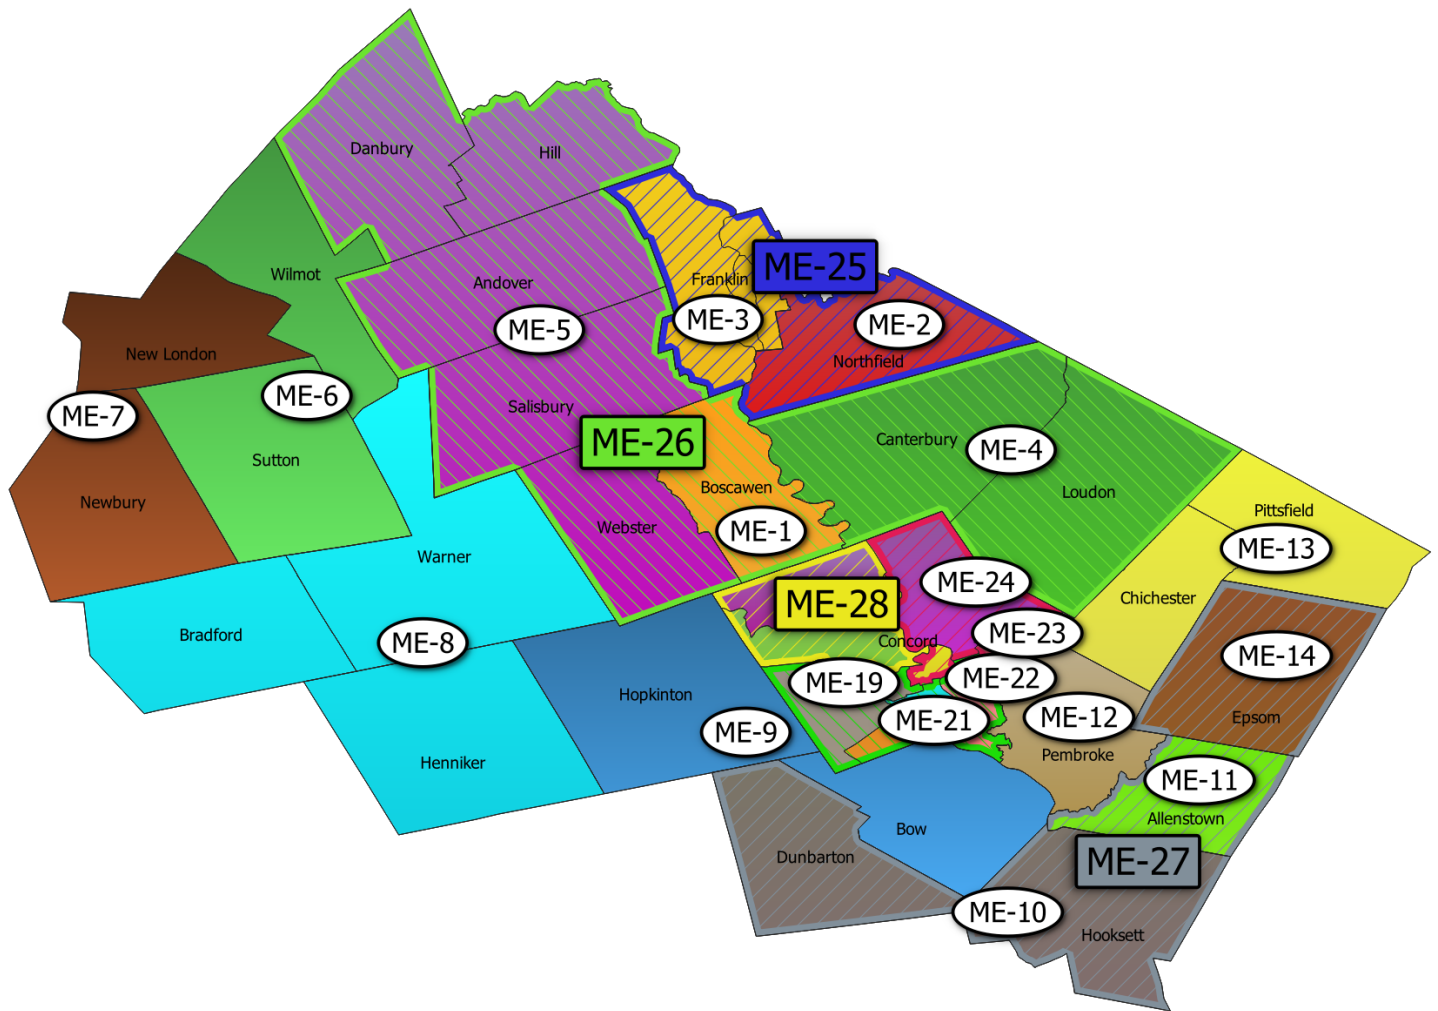 Danbury
Hill
Wilmot
Andover
Franklin
ME-25
ME-3
ME-2
ME-5
New London
Northfield
ME-6
ME-7
Salisbury
ME-26
Canterbury
ME-4
Sutton
Boscawen
Loudon
Newbury
Webster
ME-1
Pittsfield
ME-13
Warner
ME-24
Chichester
ME-28
Bradford
ME-8
Concord
ME-23
ME-14
ME-19
ME-22
Hopkinton
ME-9
ME-21
ME-12
Epsom
Henniker
Pembroke
ME-11
Allenstown
Bow
Dunbarton
ME-27
ME-10
Hooksett